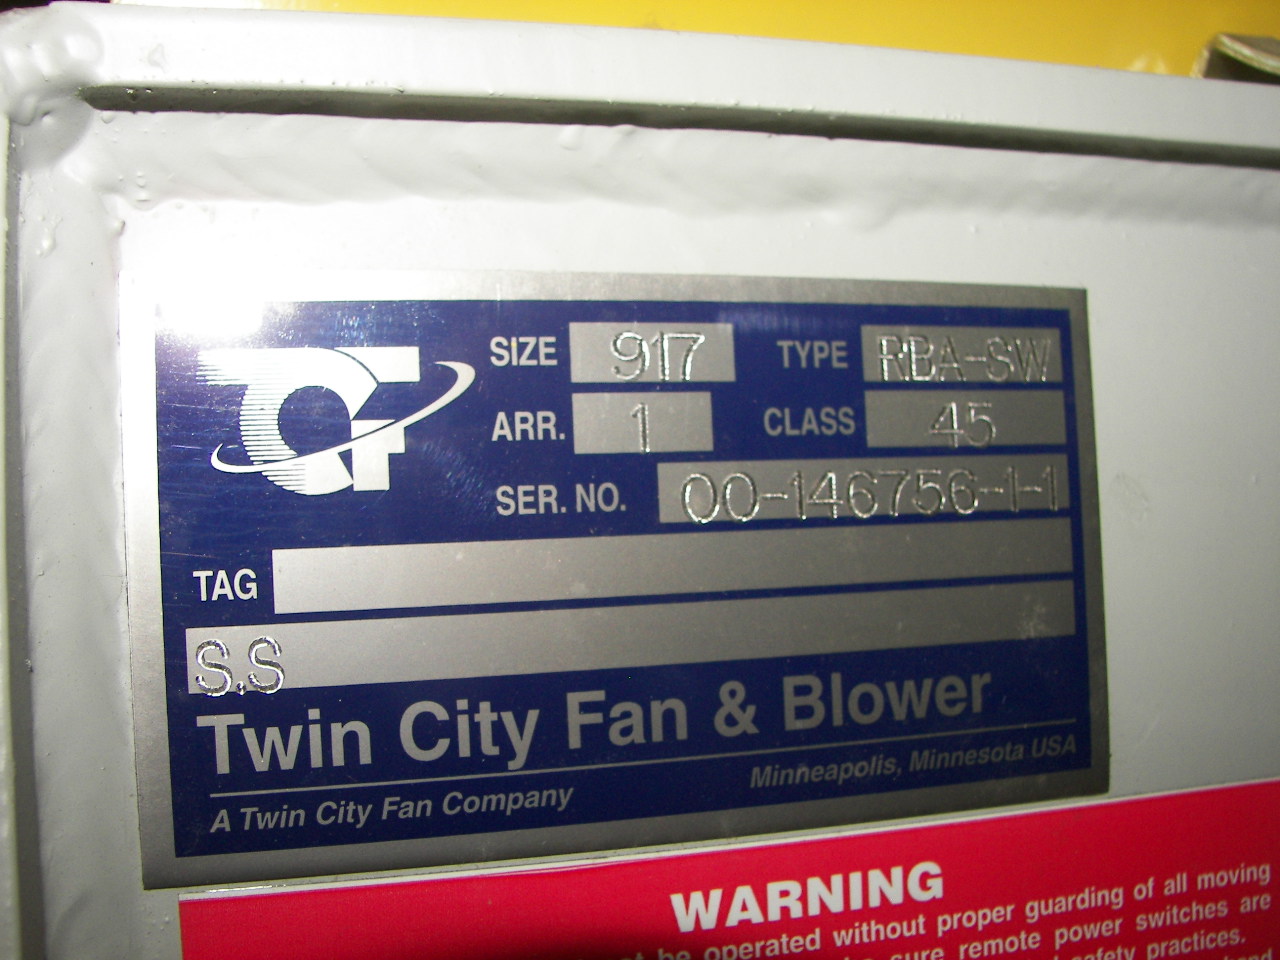 TCF
SIZE 917 TYPE RBA-SW
ARR. 1 CLASS 45
SER. NO. 00-146756-1-1
TAG
S.S
Twin City Fan & Blower
A Twin City Fan Company Minneapolis, Minnesota USA
WARNING
be operated without proper guarding of all moving
sure remote power switches are
safety practices.